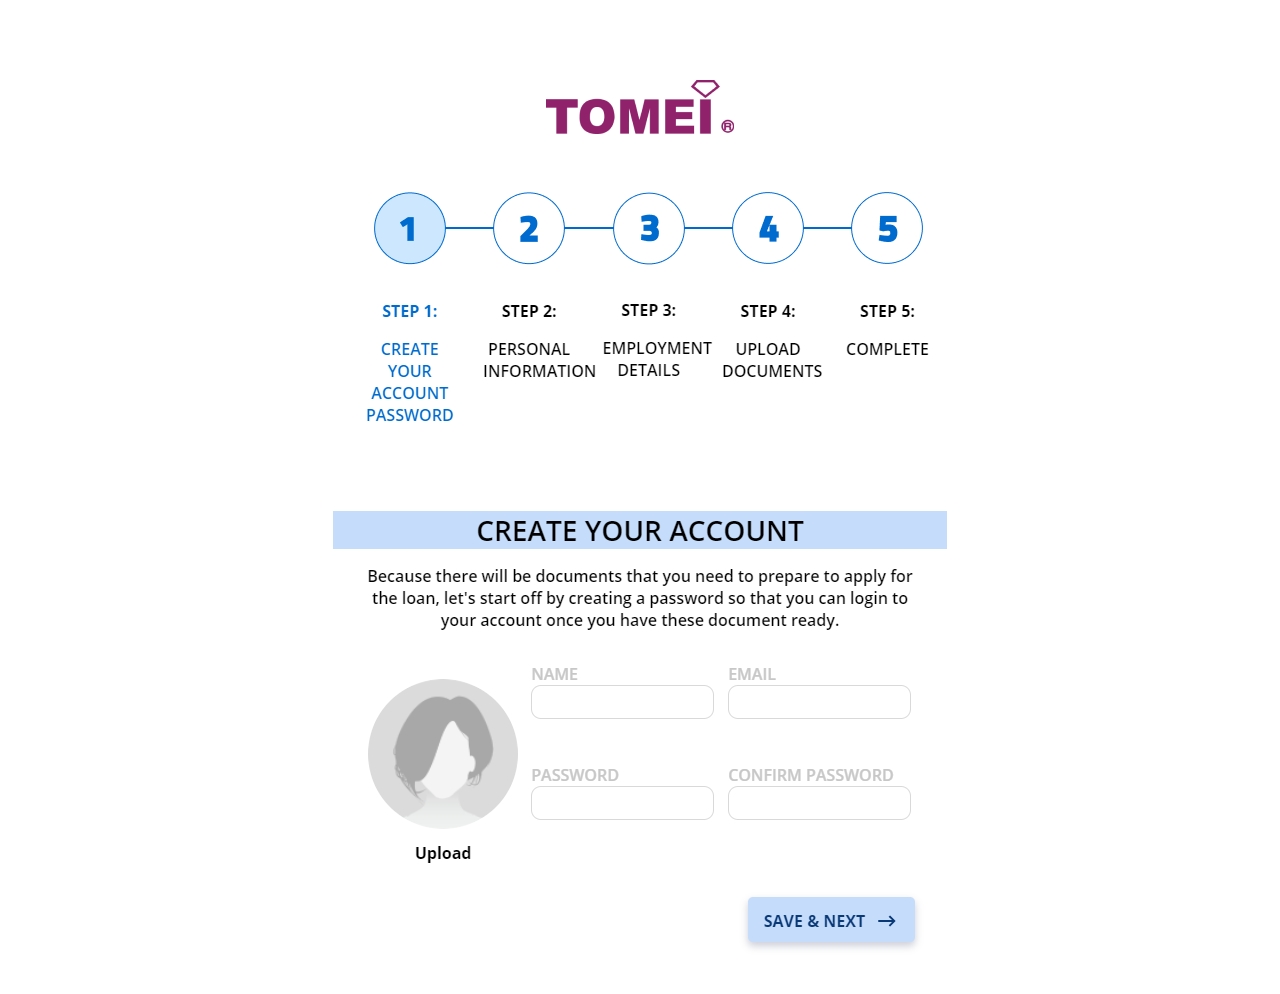 TOMEI®
1 2 3 4 5
STEP 1: STEP 2: STEP 3: STEP 4: STEP 5:
CREATE
YOUR
ACCOUNT
PASSWORD
PERSONAL
INFORMATION
EMPLOYMENT
DETAILS
UPLOAD
DOCUMENTS
COMPLETE
CREATE YOUR ACCOUNT
Because there will be documents that you need to prepare to apply for
the loan, let's start off by creating a password so that you can login to
your account once you have these document ready.
NAME EMAIL
PASSWORD CONFIRM PASSWORD
Upload
SAVE & NEXT →